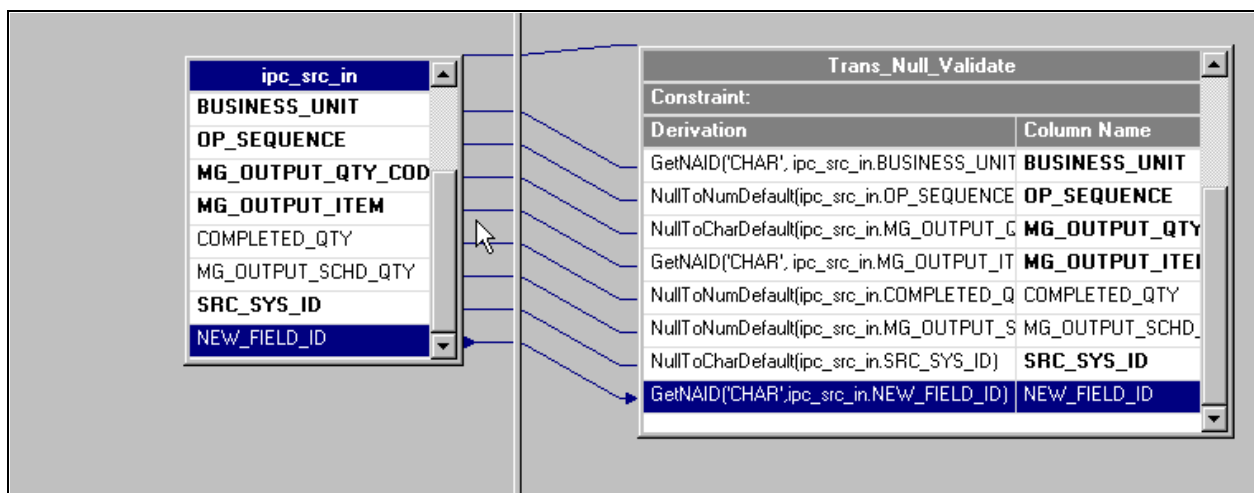 ipc_src_in
BUSINESS_UNIT
OP_SEQUENCE
MG_OUTPUT_QTY_COD
MG_OUTPUT_ITEM
COMPLETED_QTY
MG_OUTPUT_SCHD_QTY
SRC_SYS_ID
NEW_FIELD_ID
Trans_Null_Validate
Constraint:
Derivation Column Name
GetNAID('CHAR', ipc_src_in.BUSINESS_UNIT BUSINESS_UNIT
NullToNumDefault(ipc_src_in.OP_SEQUENCE OP_SEQUENCE
NullToCharDefault(ipc_src_in.MG_OUTPUT_Q MG_OUTPUT_QTY
GetNAID('CHAR', ipc_src_in.MG_OUTPUT_IT MG_OUTPUT_ITEI
NullToNumDefault(ipc_src_in.COMPLETED_Q COMPLETED_QTY
NullToNumDefault(ipc_src_in.MG_OUTPUT_S MG_OUTPUT_SCHD_
NullToCharDefault(ipc_src_in.SRC_SYS_ID) SRC_SYS_ID
GetNAID('CHAR',ipc_src_in.NEW_FIELD_ID) NEW_FIELD_ID